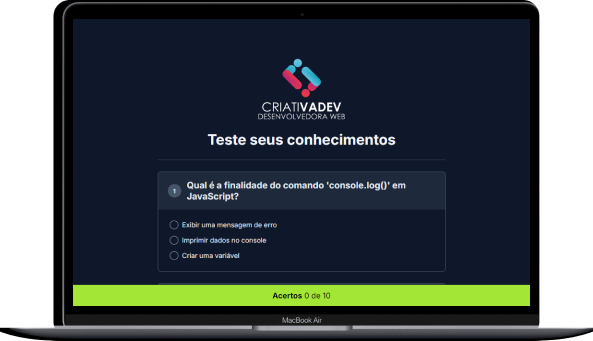 CRIATIVADEV
DESENVOLVEDORA WEB
Teste seus conhecimentos
1
Qual é a finalidade do comando 'console.log()' em
JavaScript?
Exibir uma mensagem de erro
Imprimir dados no console
Criar uma variável
Acertos 0 de 10
MacBook Air